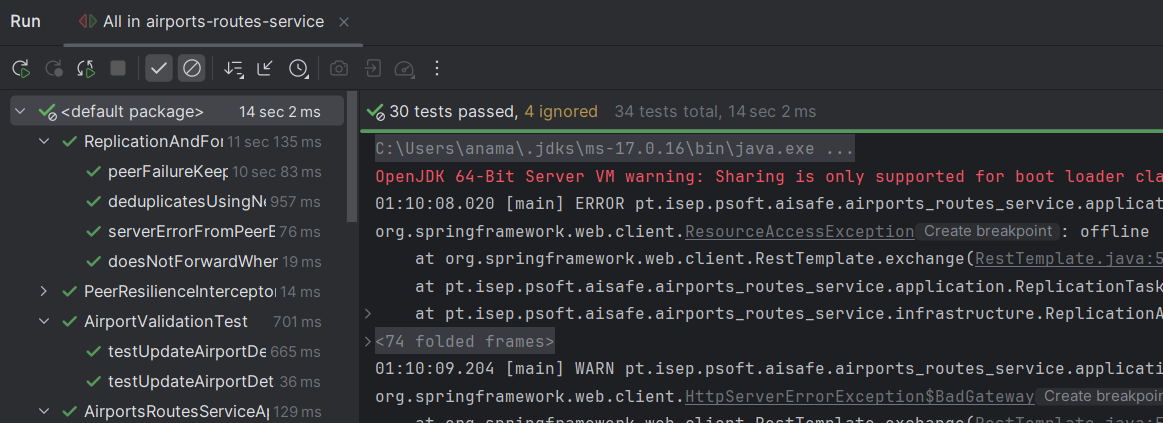 Run All in airports-routes-service
<default package> 14 sec 2 ms
ReplicationAndFor 11 sec 135 ms
peerFailureKeep 10 sec 83 ms
deduplicatesUsingNe 957 ms
serverErrorFromPeerB 76 ms
doesNotForwardWher 19 ms
PeerResilienceInterceptor 14 ms
AirportValidationTest 701 ms
testUpdateAirportDe 665 ms
testUpdateAirportDet 36 ms
AirportsRoutesServiceAp 129 ms
30 tests passed, 4 ignored 34 tests total, 14 sec 2 ms
C:\Users\anama\.jdks\ms-17.0.16\bin\java.exe ...
OpenJDK 64-Bit Server VM warning: Sharing is only supported for boot loader cla
01:10:08.020 [main] ERROR pt.isep.psoft.aisafe.airports_routes_service.applicat
org.springframework.web.client.ResourceAccessException Create breakpoint : offline
at org.springframework.web.client.RestTemplate.exchange(RestTemplate.java:5
at pt.isep.psoft.aisafe.airports_routes_service.application.ReplicationTask
at pt.isep.psoft.aisafe.airports_routes_service.infrastructure.ReplicationA
<74 folded frames>
01:10:09.204 [main] WARN pt.isep.psoft.aisafe.airports_routes_service.applicati
org.springframework.web.client.HttpServerErrorException$BadGateway Create breakpoin